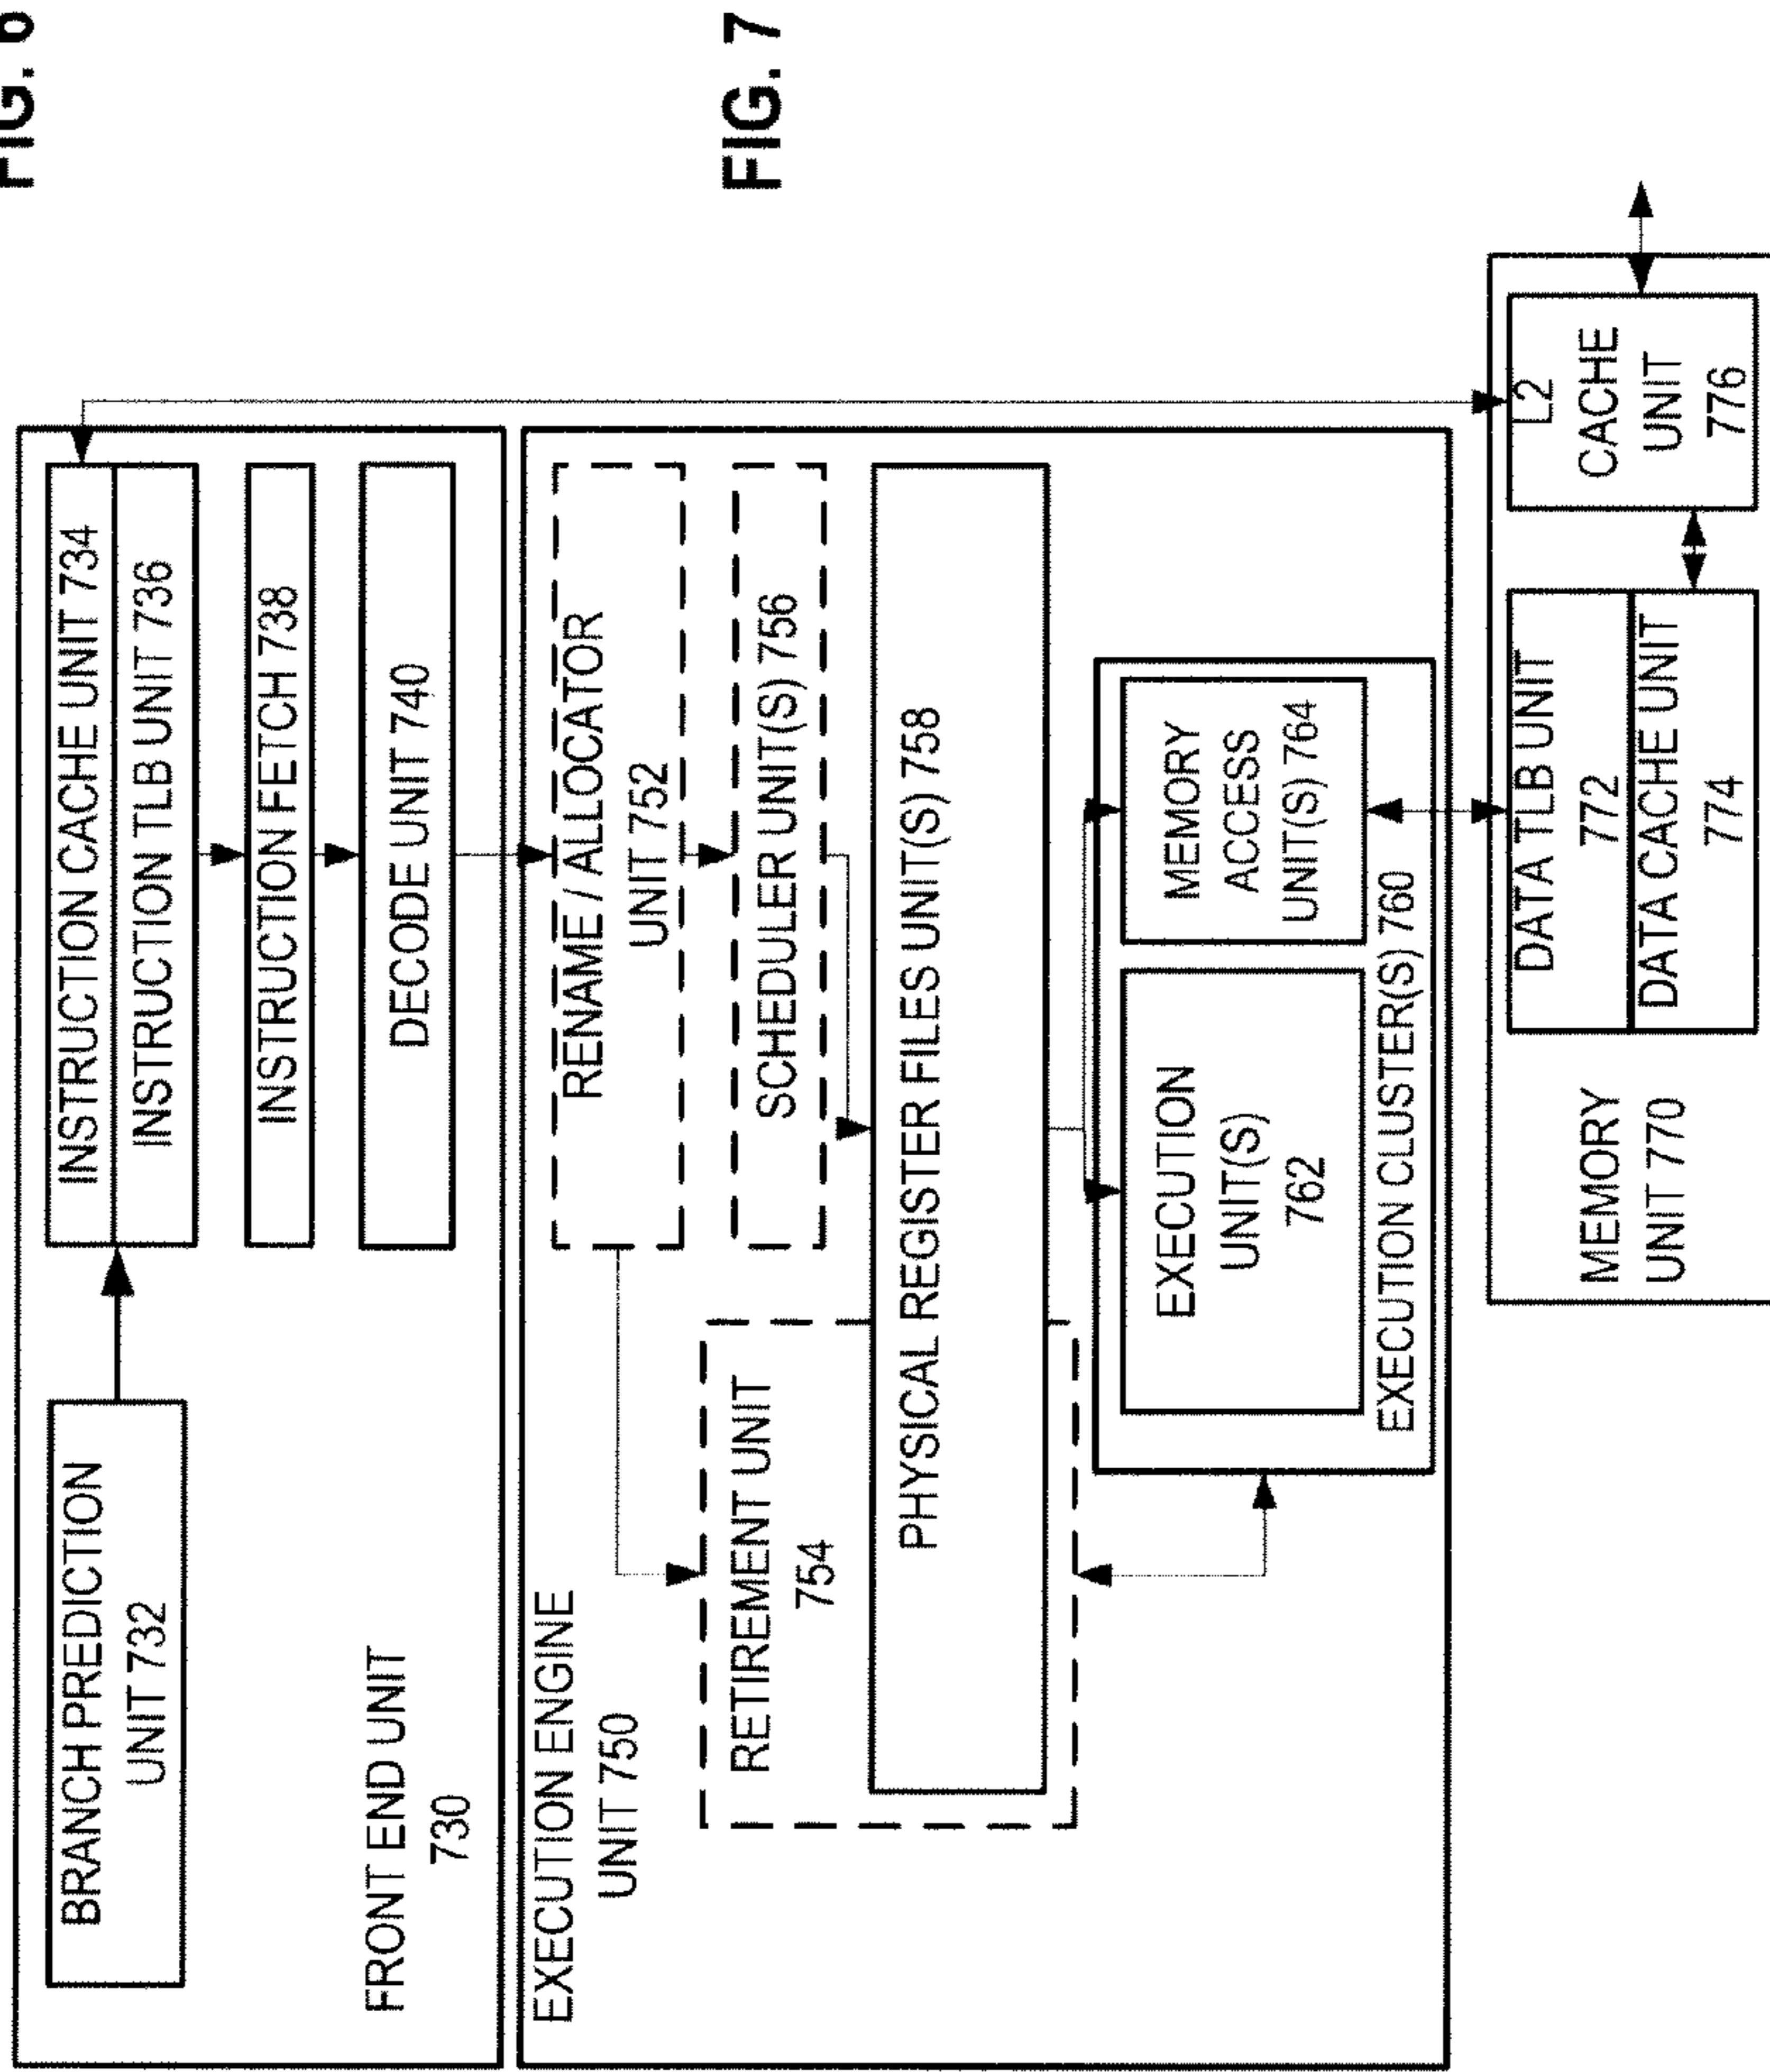 FIG. 6
BRANCH PREDICTION
UNIT 732
INSTRUCTION CACHE UNIT 734
INSTRUCTION TLB UNIT 736
INSTRUCTION FETCH 738
DECODE UNIT 740
FRONT END UNIT
730
EXECUTION ENGINE
UNIT 750
RENAME / ALLOCATOR
UNIT 752
FIG. 7
RETIREMENT UNIT
754
SCHEDULER UNIT(S) 756
PHYSICAL REGISTER FILES UNIT(S) 758
EXECUTION
UNIT(S)
762
MEMORY
ACCESS
UNIT(S) 764
EXECUTION CLUSTER(S) 760
MEMORY
UNIT 770
DATA TLB UNIT
772
DATA CACHE UNIT
774
L2
CACHE
UNIT
776